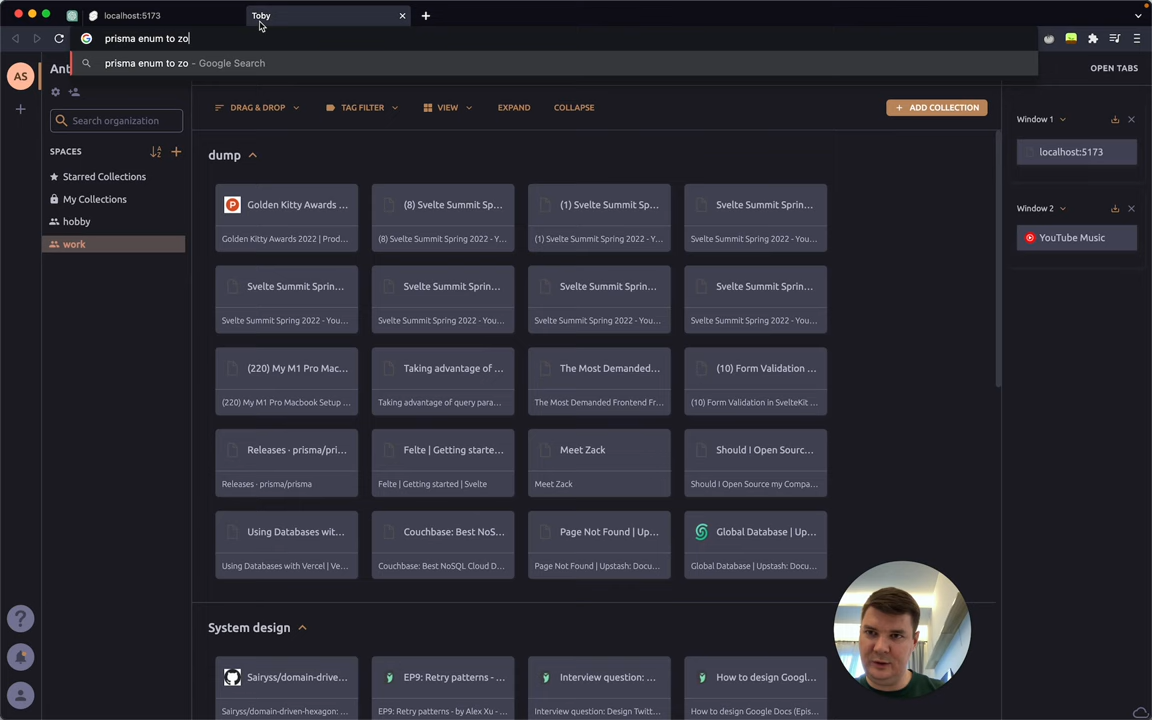 localhost:5173
Toby
prisma enum to zo
prisma enum to zo - Google Search
AS
Ant
OPEN TABS
Search organization
DRAG & DROP
TAG FILTER
VIEW
EXPAND
COLLAPSE
+ ADD COLLECTION
SPACES
Starred Collections
My Collections
hobby
work
dump
Golden Kitty Awards ...
Golden Kitty Awards 2022 | Prod...
(8) Svelte Summit Sp...
(8) Svelte Summit Spring 2022 - Y...
(1) Svelte Summit Sp...
(1) Svelte Summit Spring 2022 - Y...
Svelte Summit Sprin...
Svelte Summit Spring 2022 - You...
Svelte Summit Sprin...
Svelte Summit Spring 2022 - You...
Svelte Summit Sprin...
Svelte Summit Spring 2022 - You...
Svelte Summit Sprin...
Svelte Summit Spring 2022 - You...
Svelte Summit Sprin...
Svelte Summit Spring 2022 - You...
(220) My M1 Pro Mac...
(220) My M1 Pro Macbook Setup ...
Taking advantage of ...
Taking advantage of query para...
The Most Demanded...
The Most Demanded Frontend Fr...
(10) Form Validation ...
(10) Form Validation in SvelteKit ...
Releases · prisma/pri...
Releases · prisma/prisma
Felte | Getting starte...
Felte | Getting started | Svelte
Meet Zack
Meet Zack
Should I Open Sourc...
Should I Open Source my Compa...
Using Databases wit...
Using Databases with Vercel | Ve...
Couchbase: Best NoS...
Couchbase: Best NoSQL Cloud D...
Page Not Found | Up...
Page Not Found | Upstash: Docu...
Global Database | Up...
Global Database | Upstash: Docu...
System design
Sairyss/domain-drive...
Sairyss/domain-driven-hexagon: ...
EP9: Retry patterns - ...
EP9: Retry patterns - by Alex Xu - ...
Interview question: ...
Interview question: Design Twitt...
How to design Googl...
How to design Google Docs (Epis...
Window 1
localhost:5173
Window 2
YouTube Music